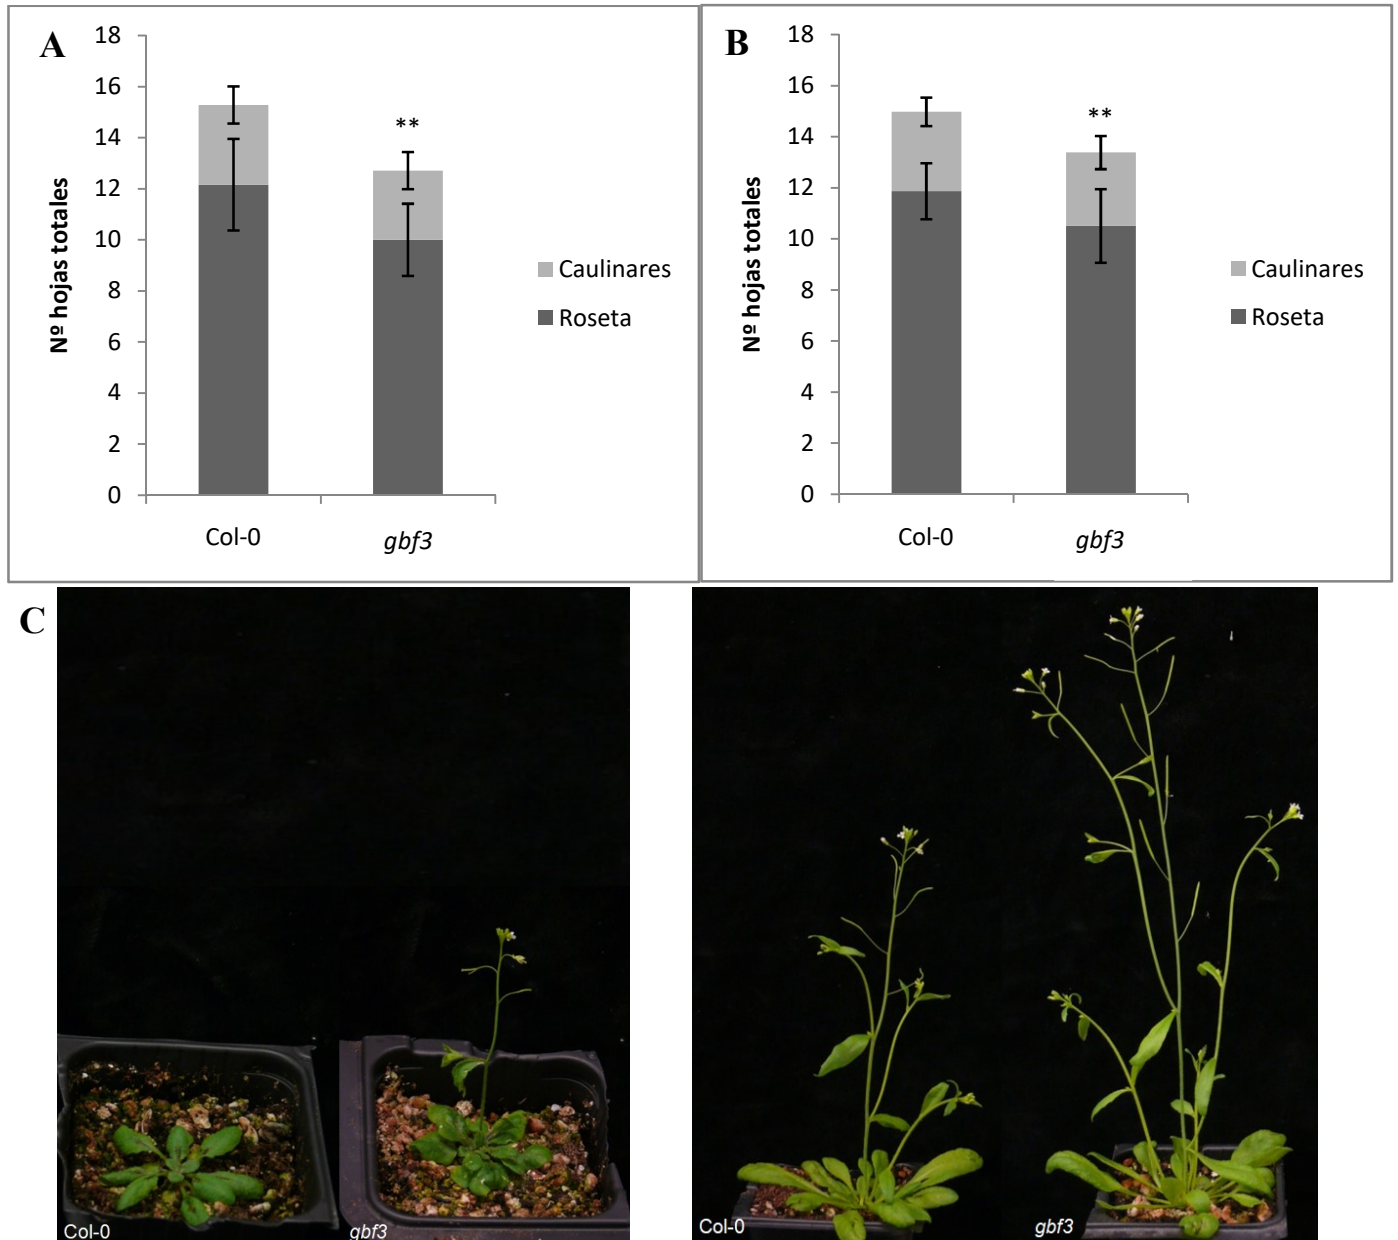 A
18
16
14
12
10
8
6
4
2
0
Nº hojas totales
**
Col-0
gbf3
Caulinares
Roseta
B
18
16
14
12
10
8
6
4
2
0
Nº hojas totales
**
Col-0
gbf3
Caulinares
Roseta
C
Col-0
gbf3
Col-0
gbf3